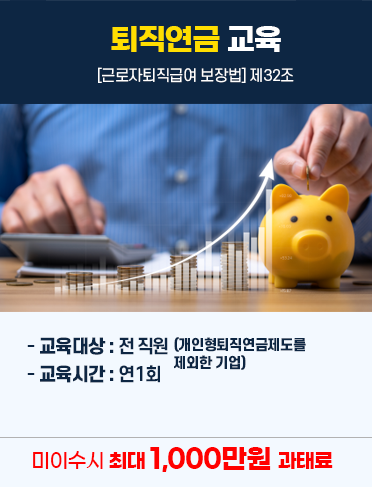 퇴직연금 교육
[근로자퇴직급여 보장법] 제32조
- 교육대상 : 전 직원 (개인형퇴직연금제도를
제외한 기업)
- 교육시간 : 연1회
미이수시 최대 1,000만원 과태료